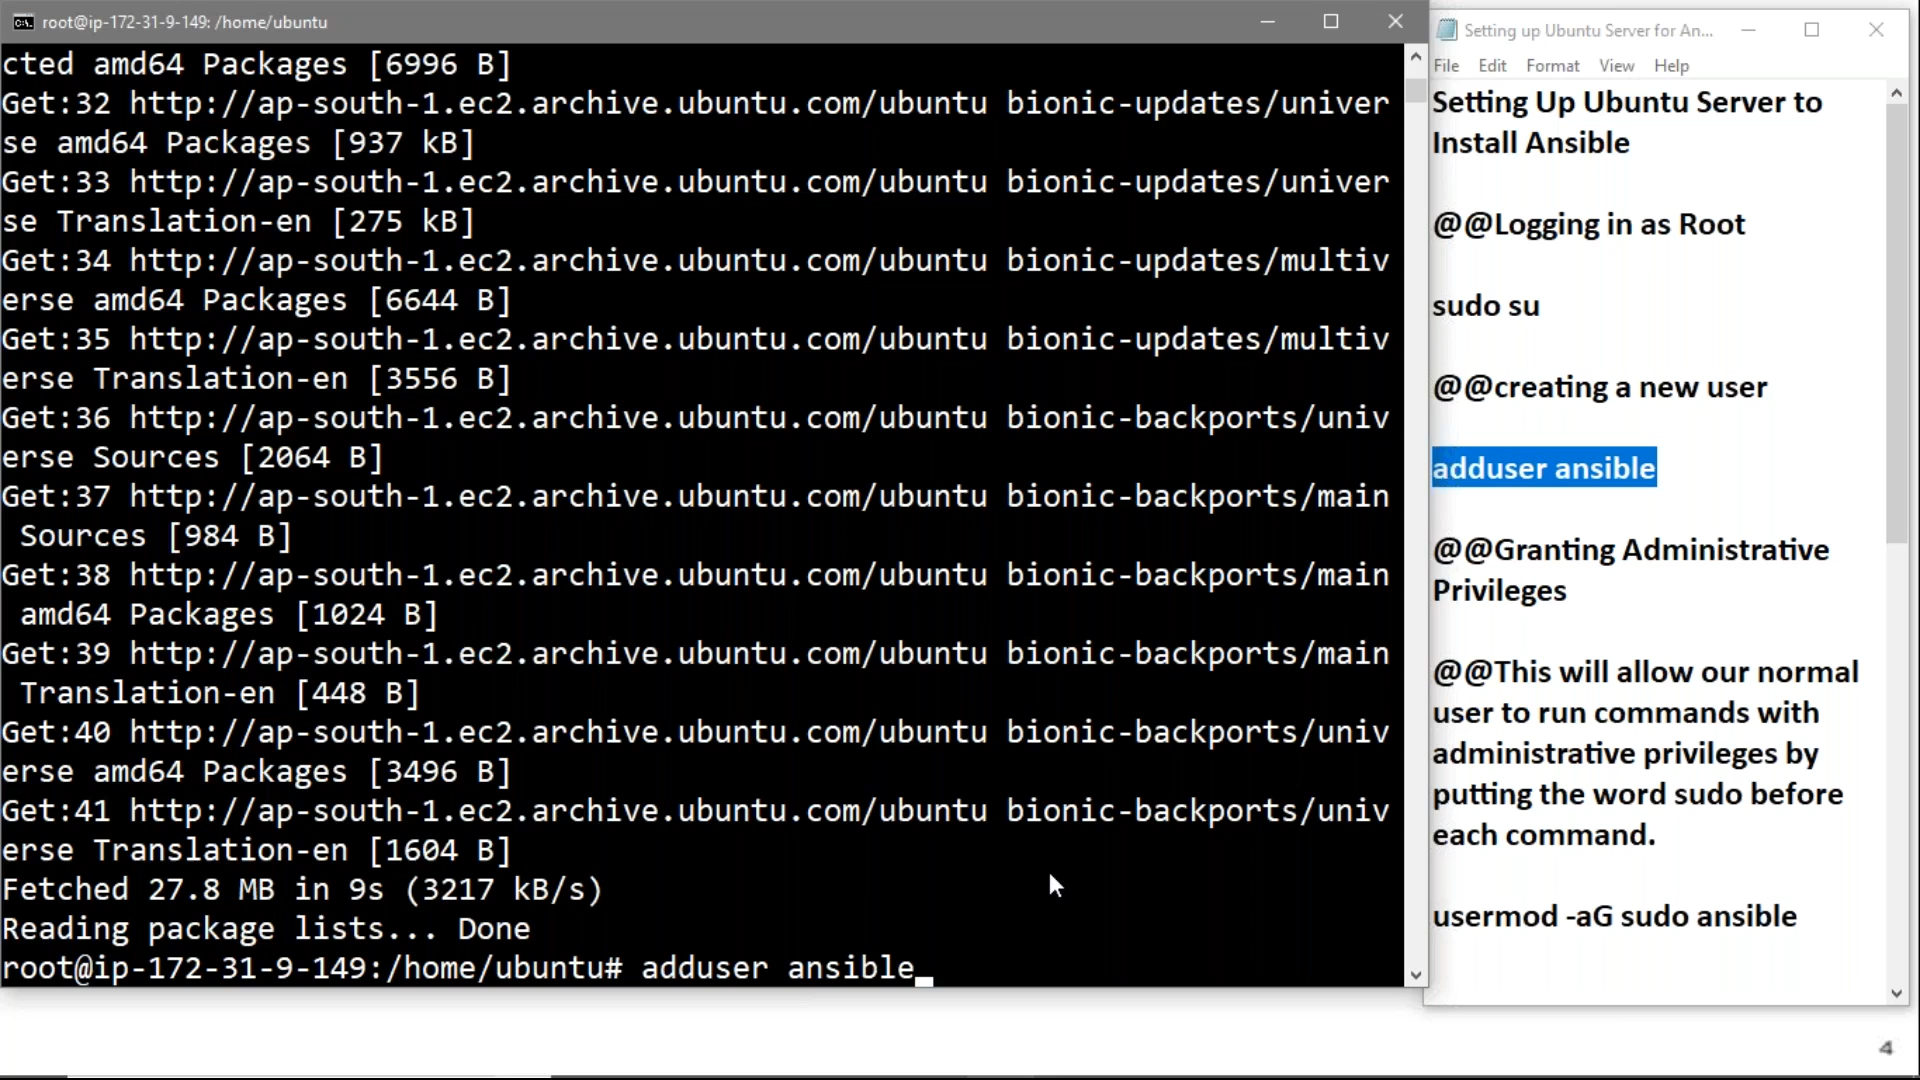 root@ip-172-31-9-149: /home/ubuntu
cted amd64 Packages [6996 B]
Get:32 http://ap-south-1.ec2.archive.ubuntu.com/ubuntu bionic-updates/univer
se amd64 Packages [937 kB]
Get:33 http://ap-south-1.ec2.archive.ubuntu.com/ubuntu bionic-updates/univer
se Translation-en [275 kB]
Get:34 http://ap-south-1.ec2.archive.ubuntu.com/ubuntu bionic-updates/multiv
erse amd64 Packages [6644 B]
Get:35 http://ap-south-1.ec2.archive.ubuntu.com/ubuntu bionic-updates/multiv
erse Translation-en [3556 B]
Get:36 http://ap-south-1.ec2.archive.ubuntu.com/ubuntu bionic-backports/univ
erse Sources [2064 B]
Get:37 http://ap-south-1.ec2.archive.ubuntu.com/ubuntu bionic-backports/main
 Sources [984 B]
Get:38 http://ap-south-1.ec2.archive.ubuntu.com/ubuntu bionic-backports/main
 amd64 Packages [1024 B]
Get:39 http://ap-south-1.ec2.archive.ubuntu.com/ubuntu bionic-backports/main
 Translation-en [448 B]
Get:40 http://ap-south-1.ec2.archive.ubuntu.com/ubuntu bionic-backports/univ
erse amd64 Packages [3496 B]
Get:41 http://ap-south-1.ec2.archive.ubuntu.com/ubuntu bionic-backports/univ
erse Translation-en [1604 B]
Fetched 27.8 MB in 9s (3217 kB/s)
Reading package lists... Done
root@ip-172-31-9-149:/home/ubuntu# adduser ansible
Setting up Ubuntu Server for An...
File Edit Format View Help
Setting Up Ubuntu Server to
Install Ansible
@@Logging in as Root
sudo su
@@creating a new user
adduser ansible
@@Granting Administrative
Privileges
@@This will allow our normal
user to run commands with
administrative privileges by
putting the word sudo before
each command.
usermod -aG sudo ansible
4